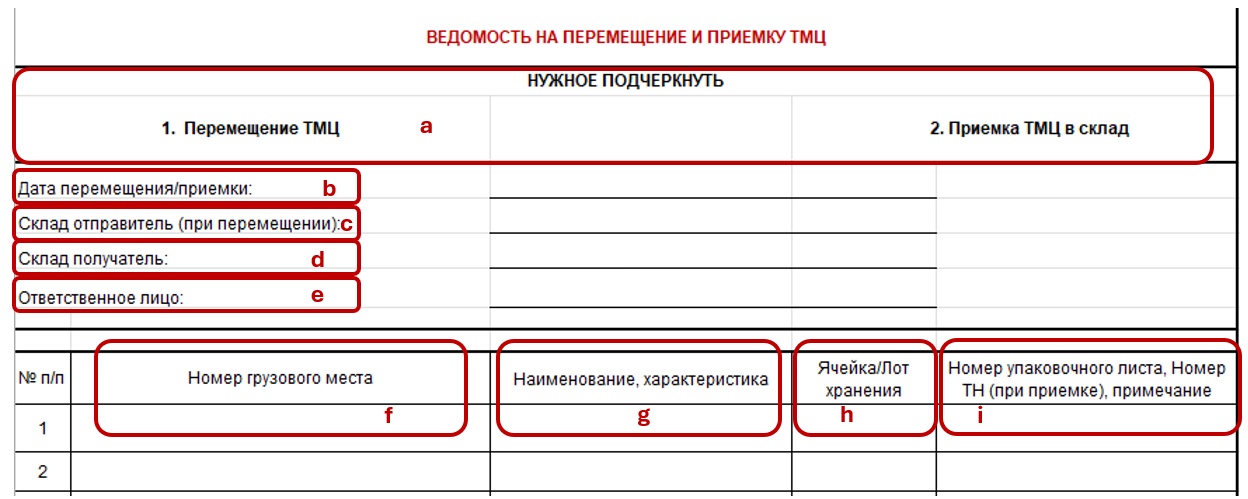 ВЕДОМОСТЬ НА ПЕРЕМЕЩЕНИЕ И ПРИЕМКУ ТМЦ
НУЖНОЕ ПОДЧЕРКНУТЬ
1. Перемещение ТМЦ a 2. Приемка ТМЦ в склад
Дата перемещения/приемки: b
Склад отправитель (при перемещении): c
Склад получатель: d
Ответственное лицо: e
№ п/п
Номер грузового места
f
Наименование, характеристика
g
Ячейка/Лот
хранения
h
Номер упаковочного листа, Номер
ТН (при приемке), примечание
i
1
2